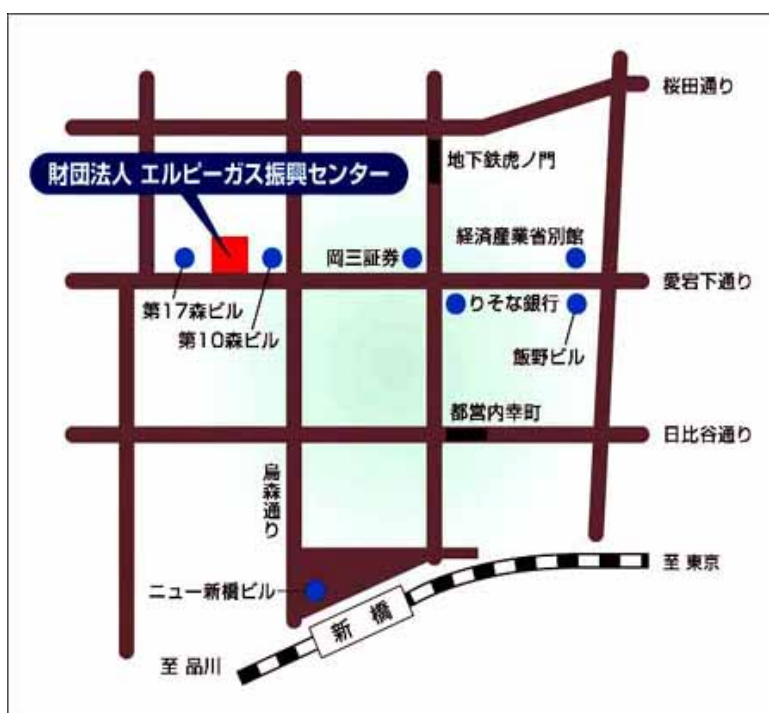 桜田通り
地下鉄虎ノ門
財団法人 エルピーガス振興センター
経済産業省別館
岡三証券
愛宕下通り
第17森ビル
りそな銀行
第10森ビル
飯野ビル
都営内幸町
日比谷通り
烏森通り
至 東京
ニュー新橋ビル
新橋
至 品川